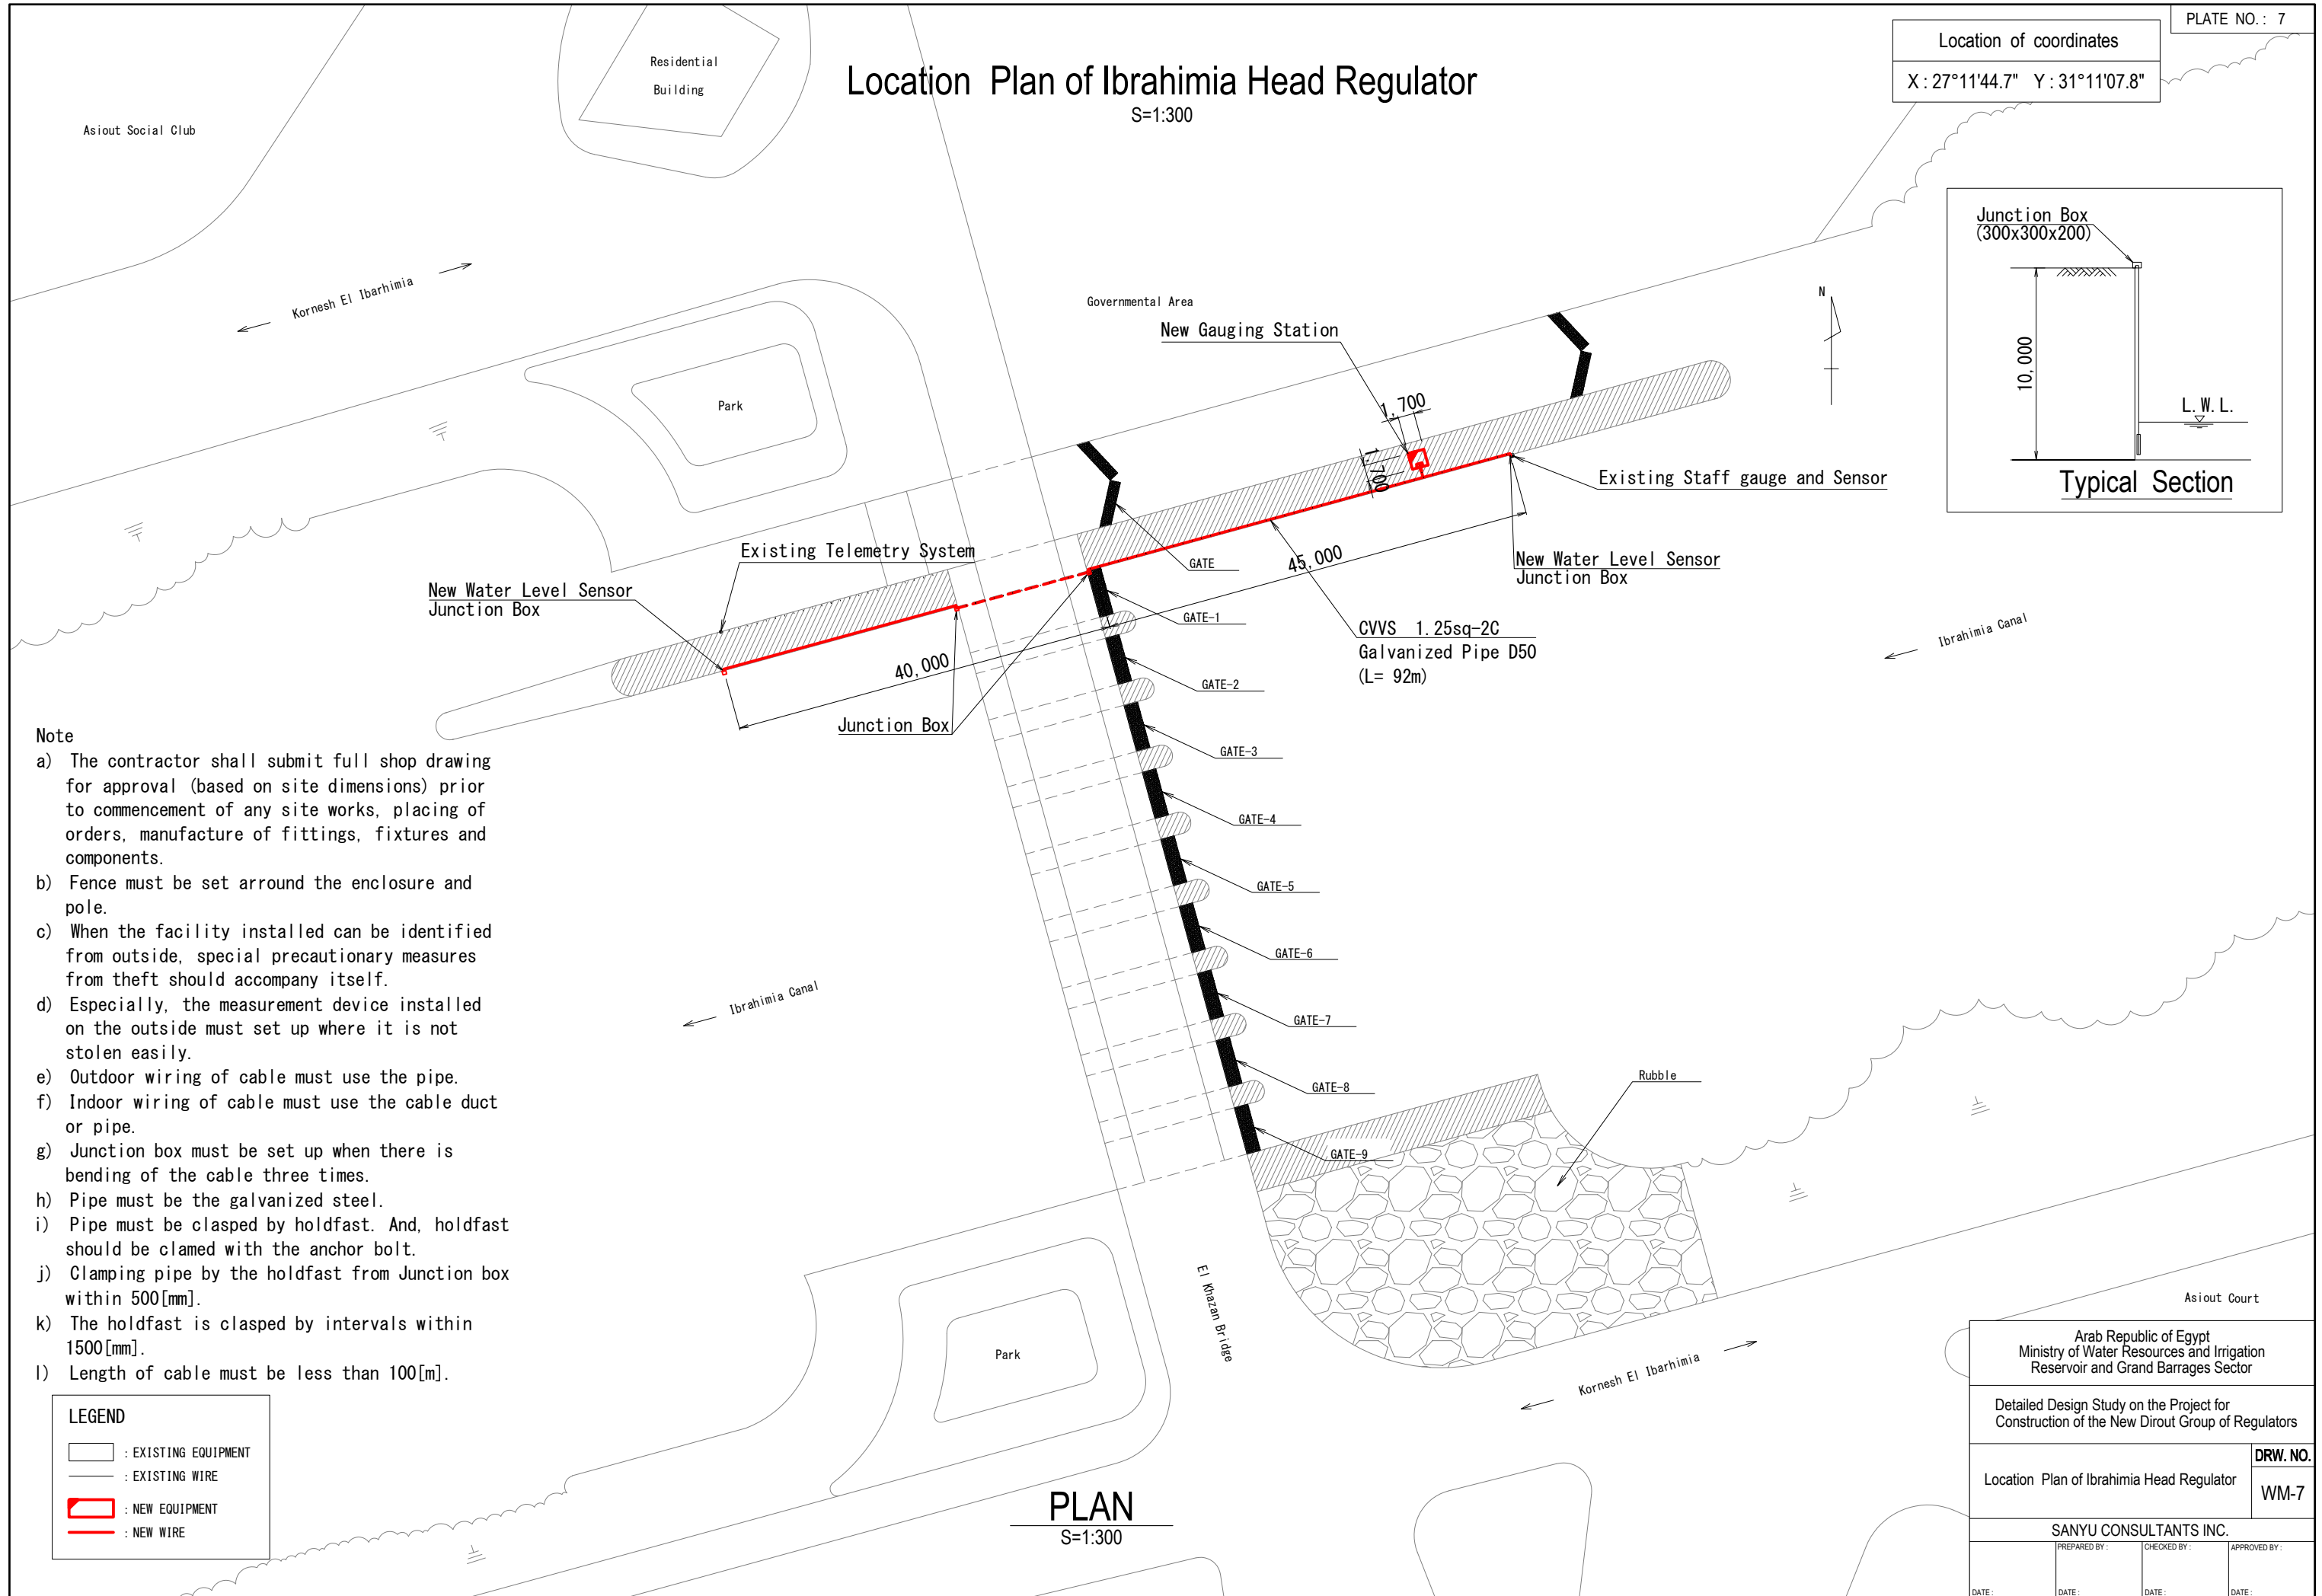 PLATE NO.: 7
Location of coordinates
X : 27°11'44.7" Y : 31°11'07.8"
Location Plan of Ibrahimia Head Regulator
S=1:300
Residential
Building
Asiout Social Club
Kornesh El Ibarhimia
Governmental Area
New Gauging Station
N
Park
1,700
1,700
Existing Staff gauge and Sensor
Junction Box
(300x300x200)
10,000
L.W.L.
Typical Section
Existing Telemetry System
New Water Level Sensor
Junction Box
GATE
45,000
New Water Level Sensor
Junction Box
GATE-1
CVVS 1.25sq-2C
Galvanized Pipe D50
(L= 92m)
Ibrahimia Canal
40,000
GATE-2
Junction Box
GATE-3
GATE-4
GATE-5
GATE-6
GATE-7
GATE-8
GATE-9
Ibrahimia Canal
Rubble
Note
a) The contractor shall submit full shop drawing
for approval (based on site dimensions) prior
to commencement of any site works, placing of
orders, manufacture of fittings, fixtures and
components.
b) Fence must be set arround the enclosure and
pole.
c) When the facility installed can be identified
from outside, special precautionary measures
from theft should accompany itself.
d) Especially, the measurement device installed
on the outside must set up where it is not
stolen easily.
e) Outdoor wiring of cable must use the pipe.
f) Indoor wiring of cable must use the cable duct
or pipe.
g) Junction box must be set up when there is
bending of the cable three times.
h) Pipe must be the galvanized steel.
i) Pipe must be clasped by holdfast. And, holdfast
should be clamed with the anchor bolt.
j) Clamping pipe by the holdfast from Junction box
within 500[mm].
k) The holdfast is clasped by intervals within
1500[mm].
l) Length of cable must be less than 100[m].
LEGEND
: EXISTING EQUIPMENT
: EXISTING WIRE
: NEW EQUIPMENT
: NEW WIRE
El Khazan Bridge
Park
Kornesh El Ibarhimia
Asiout Court
PLAN
S=1:300
Arab Republic of Egypt
Ministry of Water Resources and Irrigation
Reservoir and Grand Barrages Sector
Detailed Design Study on the Project for
Construction of the New Dirout Group of Regulators
Location Plan of Ibrahimia Head Regulator
DRW. NO.
WM-7
SANYU CONSULTANTS INC.
PREPARED BY : CHECKED BY : APPROVED BY :
DATE : DATE : DATE : DATE :